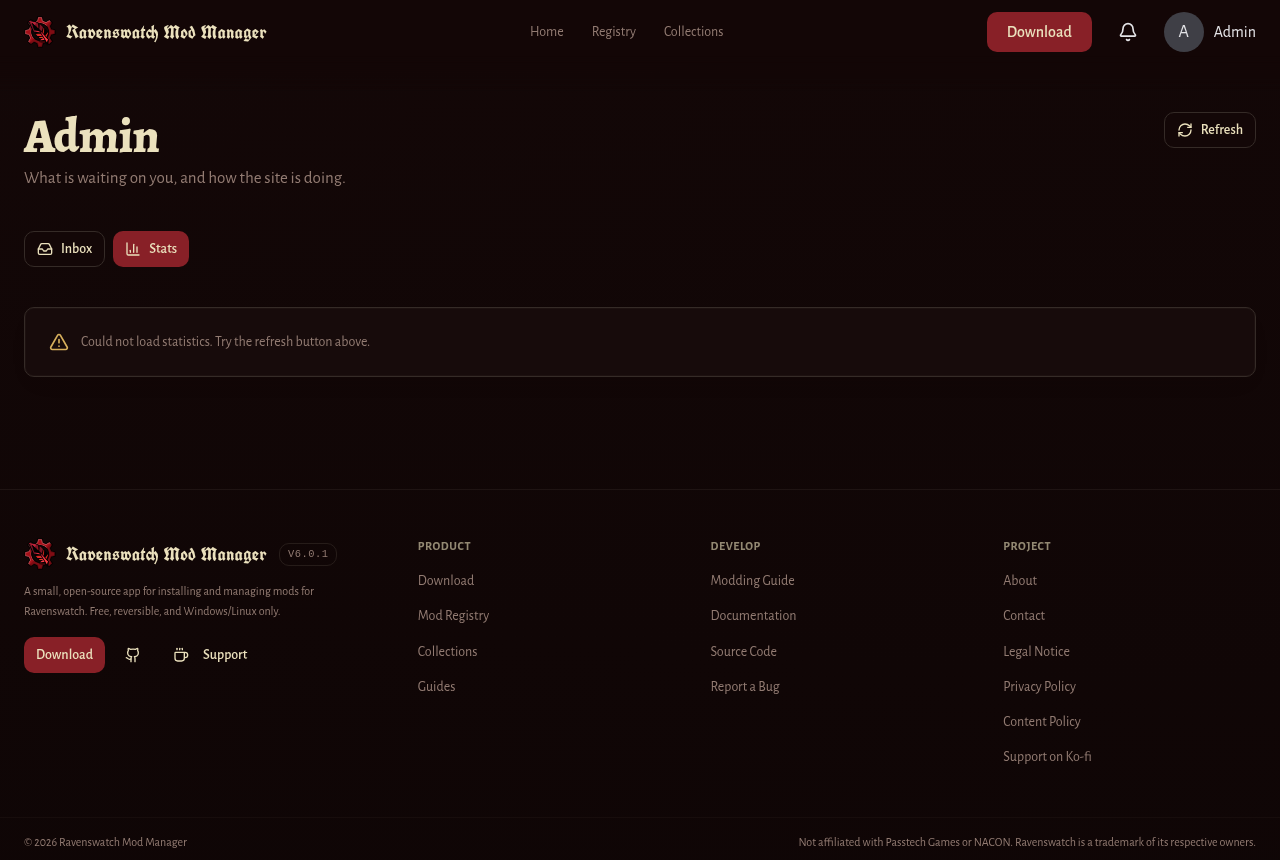 Ravenswatch Mod Manager
Home
Registry
Collections
Download
A
Admin
Admin
Refresh
What is waiting on you, and how the site is doing.
Inbox
Stats
Could not load statistics. Try the refresh button above.
Ravenswatch Mod Manager
V6.0.1
A small, open-source app for installing and managing mods for
Ravenswatch. Free, reversible, and Windows/Linux only.
Download
Support
PRODUCT
Download
Mod Registry
Collections
Guides
DEVELOP
Modding Guide
Documentation
Source Code
Report a Bug
PROJECT
About
Contact
Legal Notice
Privacy Policy
Content Policy
Support on Ko-fi
© 2026 Ravenswatch Mod Manager
Not affiliated with Passtech Games or NACON. Ravenswatch is a trademark of its respective owners.